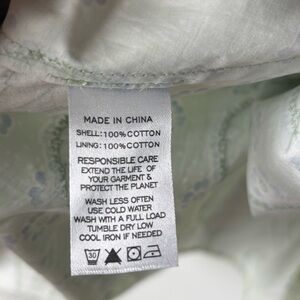 MADE IN CHINA
SHELL: 100% COTTON
LINING: 100% COTTON
RESPONSIBLE CARE
EXTEND THE LIFE OF
YOUR GARMENT &
PROTECT THE PLANET
WASH LESS OFTEN
USE COLD WATER
WASH WITH A FULL LOAD
TUMBLE DRY LOW
COOL IRON IF NEEDED
30